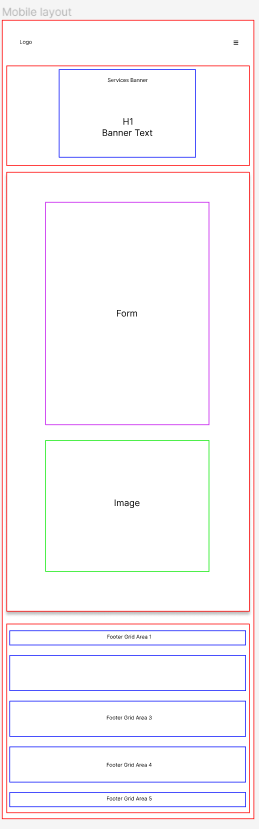 Mobile layout
Logo
Services Banner
H1
Banner Text
Form
Image
Footer Grid Area 1
Footer Grid Area 3
Footer Grid Area 4
Footer Grid Area 5